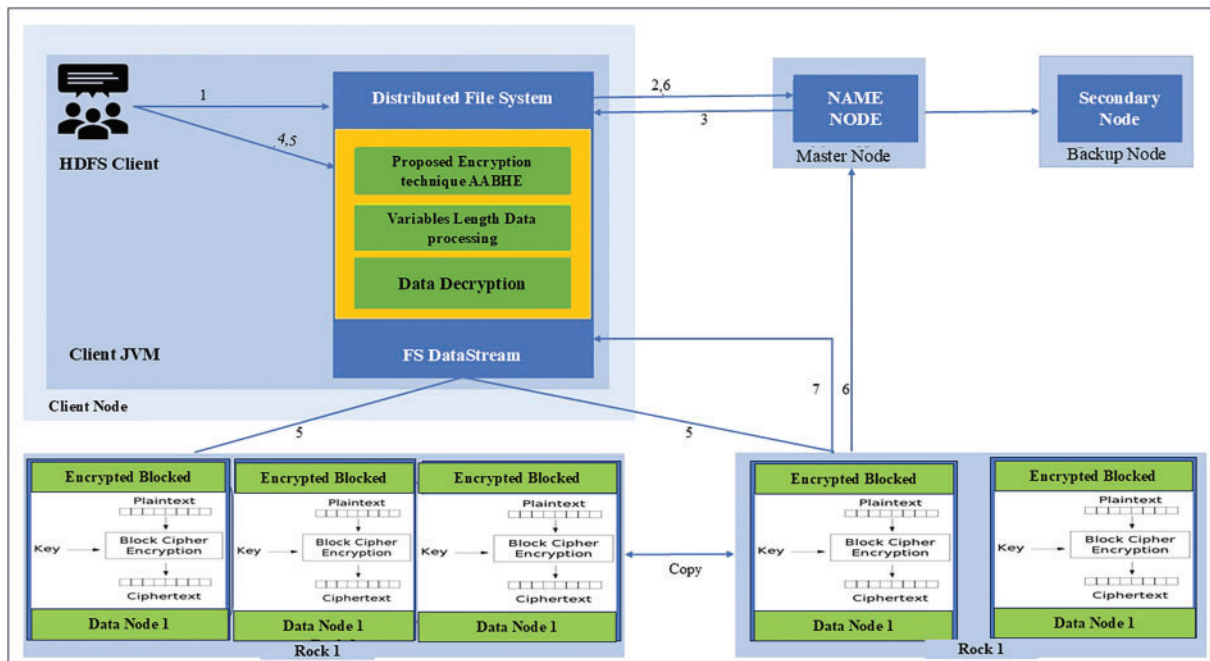 HDFS Client
1
4,5
Distributed File System
Proposed Encryption
technique AABHE
Variables Length Data
processing
Data Decryption
FS DataStream
Client JVM
Client Node
2,6
3
NAME
NODE
Master Node
Secondary
Node
Backup Node
7
6
5
5
Encrypted Blocked
Plaintext
Key
Block Cipher
Encryption
Ciphertext
Data Node 1
Encrypted Blocked
Plaintext
Key
Block Cipher
Encryption
Ciphertext
Data Node 1
Encrypted Blocked
Plaintext
Key
Block Cipher
Encryption
Ciphertext
Data Node 1
Rock 1
Copy
Encrypted Blocked
Plaintext
Key
Block Cipher
Encryption
Ciphertext
Data Node 1
Encrypted Blocked
Plaintext
Key
Block Cipher
Encryption
Ciphertext
Data Node 1
Rock 1